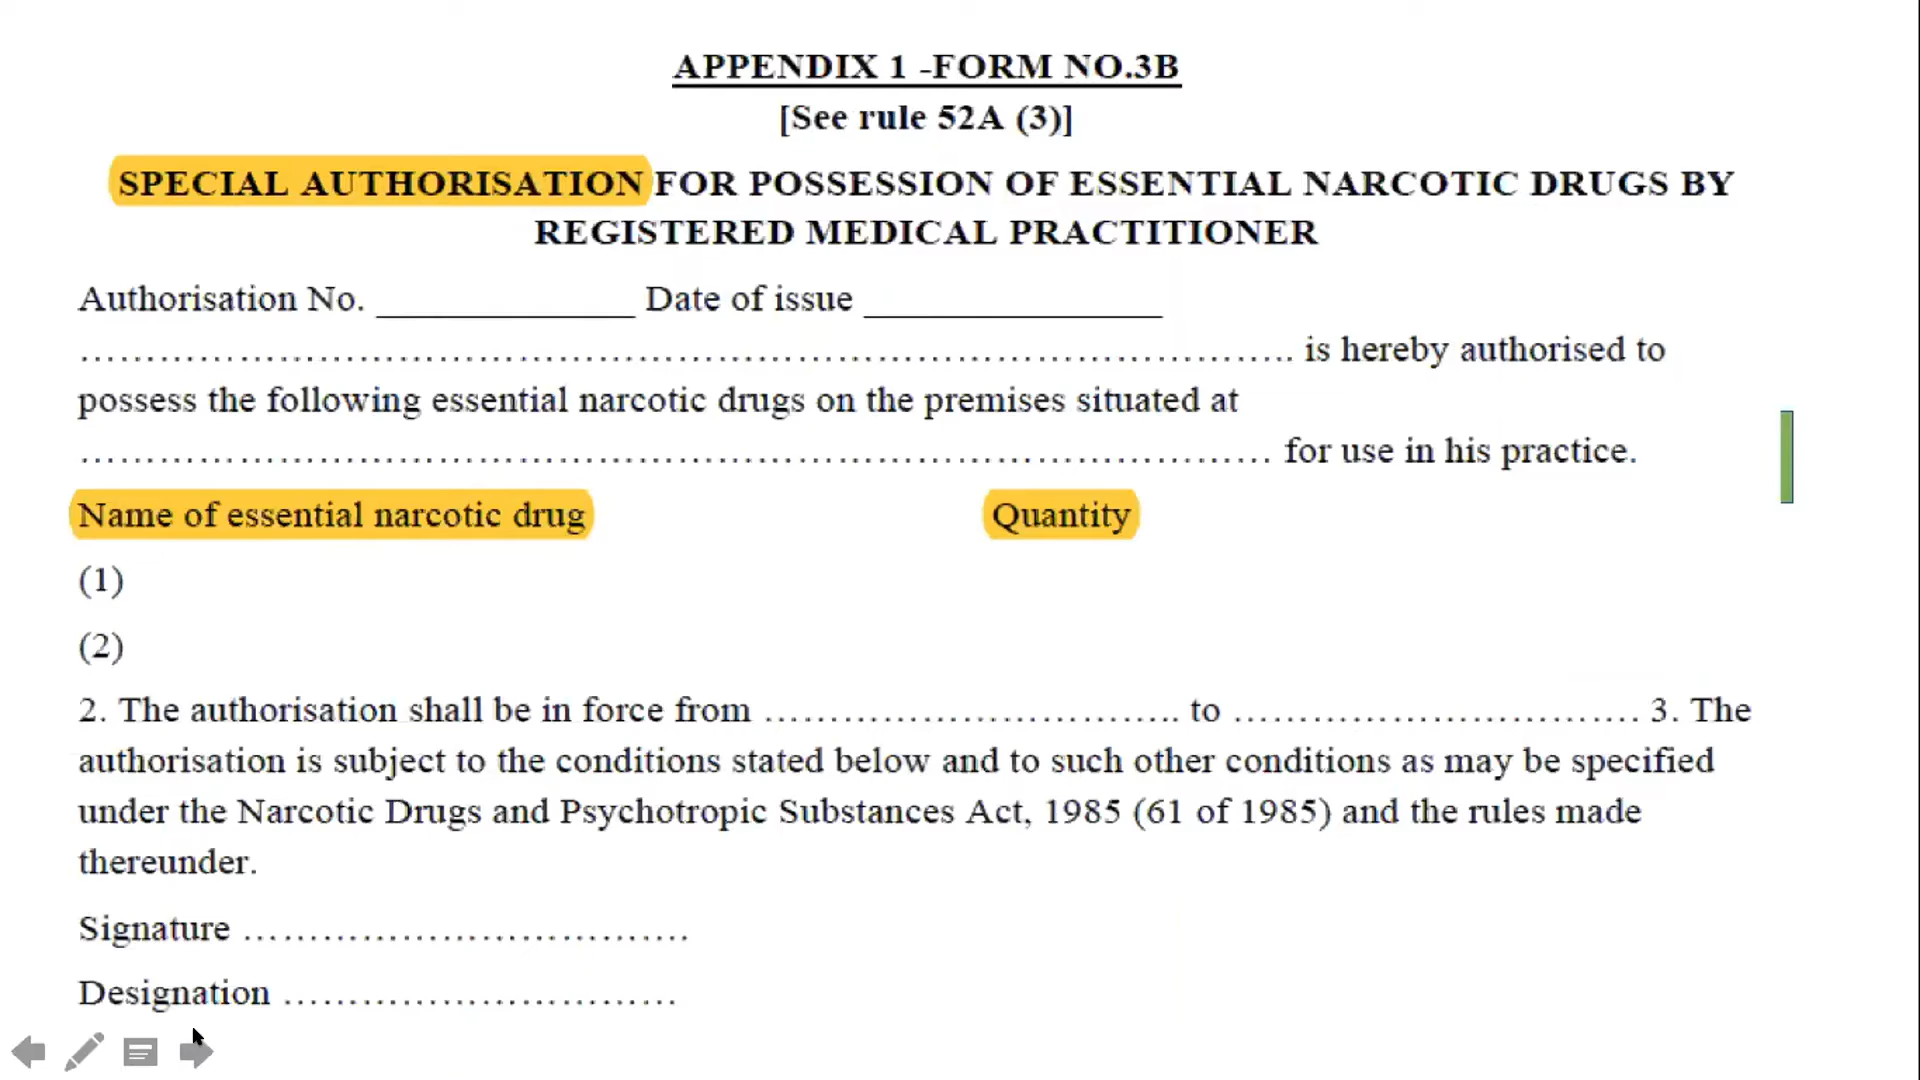 APPENDIX 1 -FORM NO.3B
[See rule 52A (3)]
SPECIAL AUTHORISATION FOR POSSESSION OF ESSENTIAL NARCOTIC DRUGS BY
REGISTERED MEDICAL PRACTITIONER
Authorisation No. ______________ Date of issue ________________
………………………………………………………………………………….. is hereby authorised to
possess the following essential narcotic drugs on the premises situated at
………………………………………………………………………………… for use in his practice.
Name of essential narcotic drug Quantity
(1)
(2)
2. The authorisation shall be in force from ………………………….. to …………………………. 3. The
authorisation is subject to the conditions stated below and to such other conditions as may be specified
under the Narcotic Drugs and Psychotropic Substances Act, 1985 (61 of 1985) and the rules made
thereunder.
Signature …………………………….
Designation …………………………